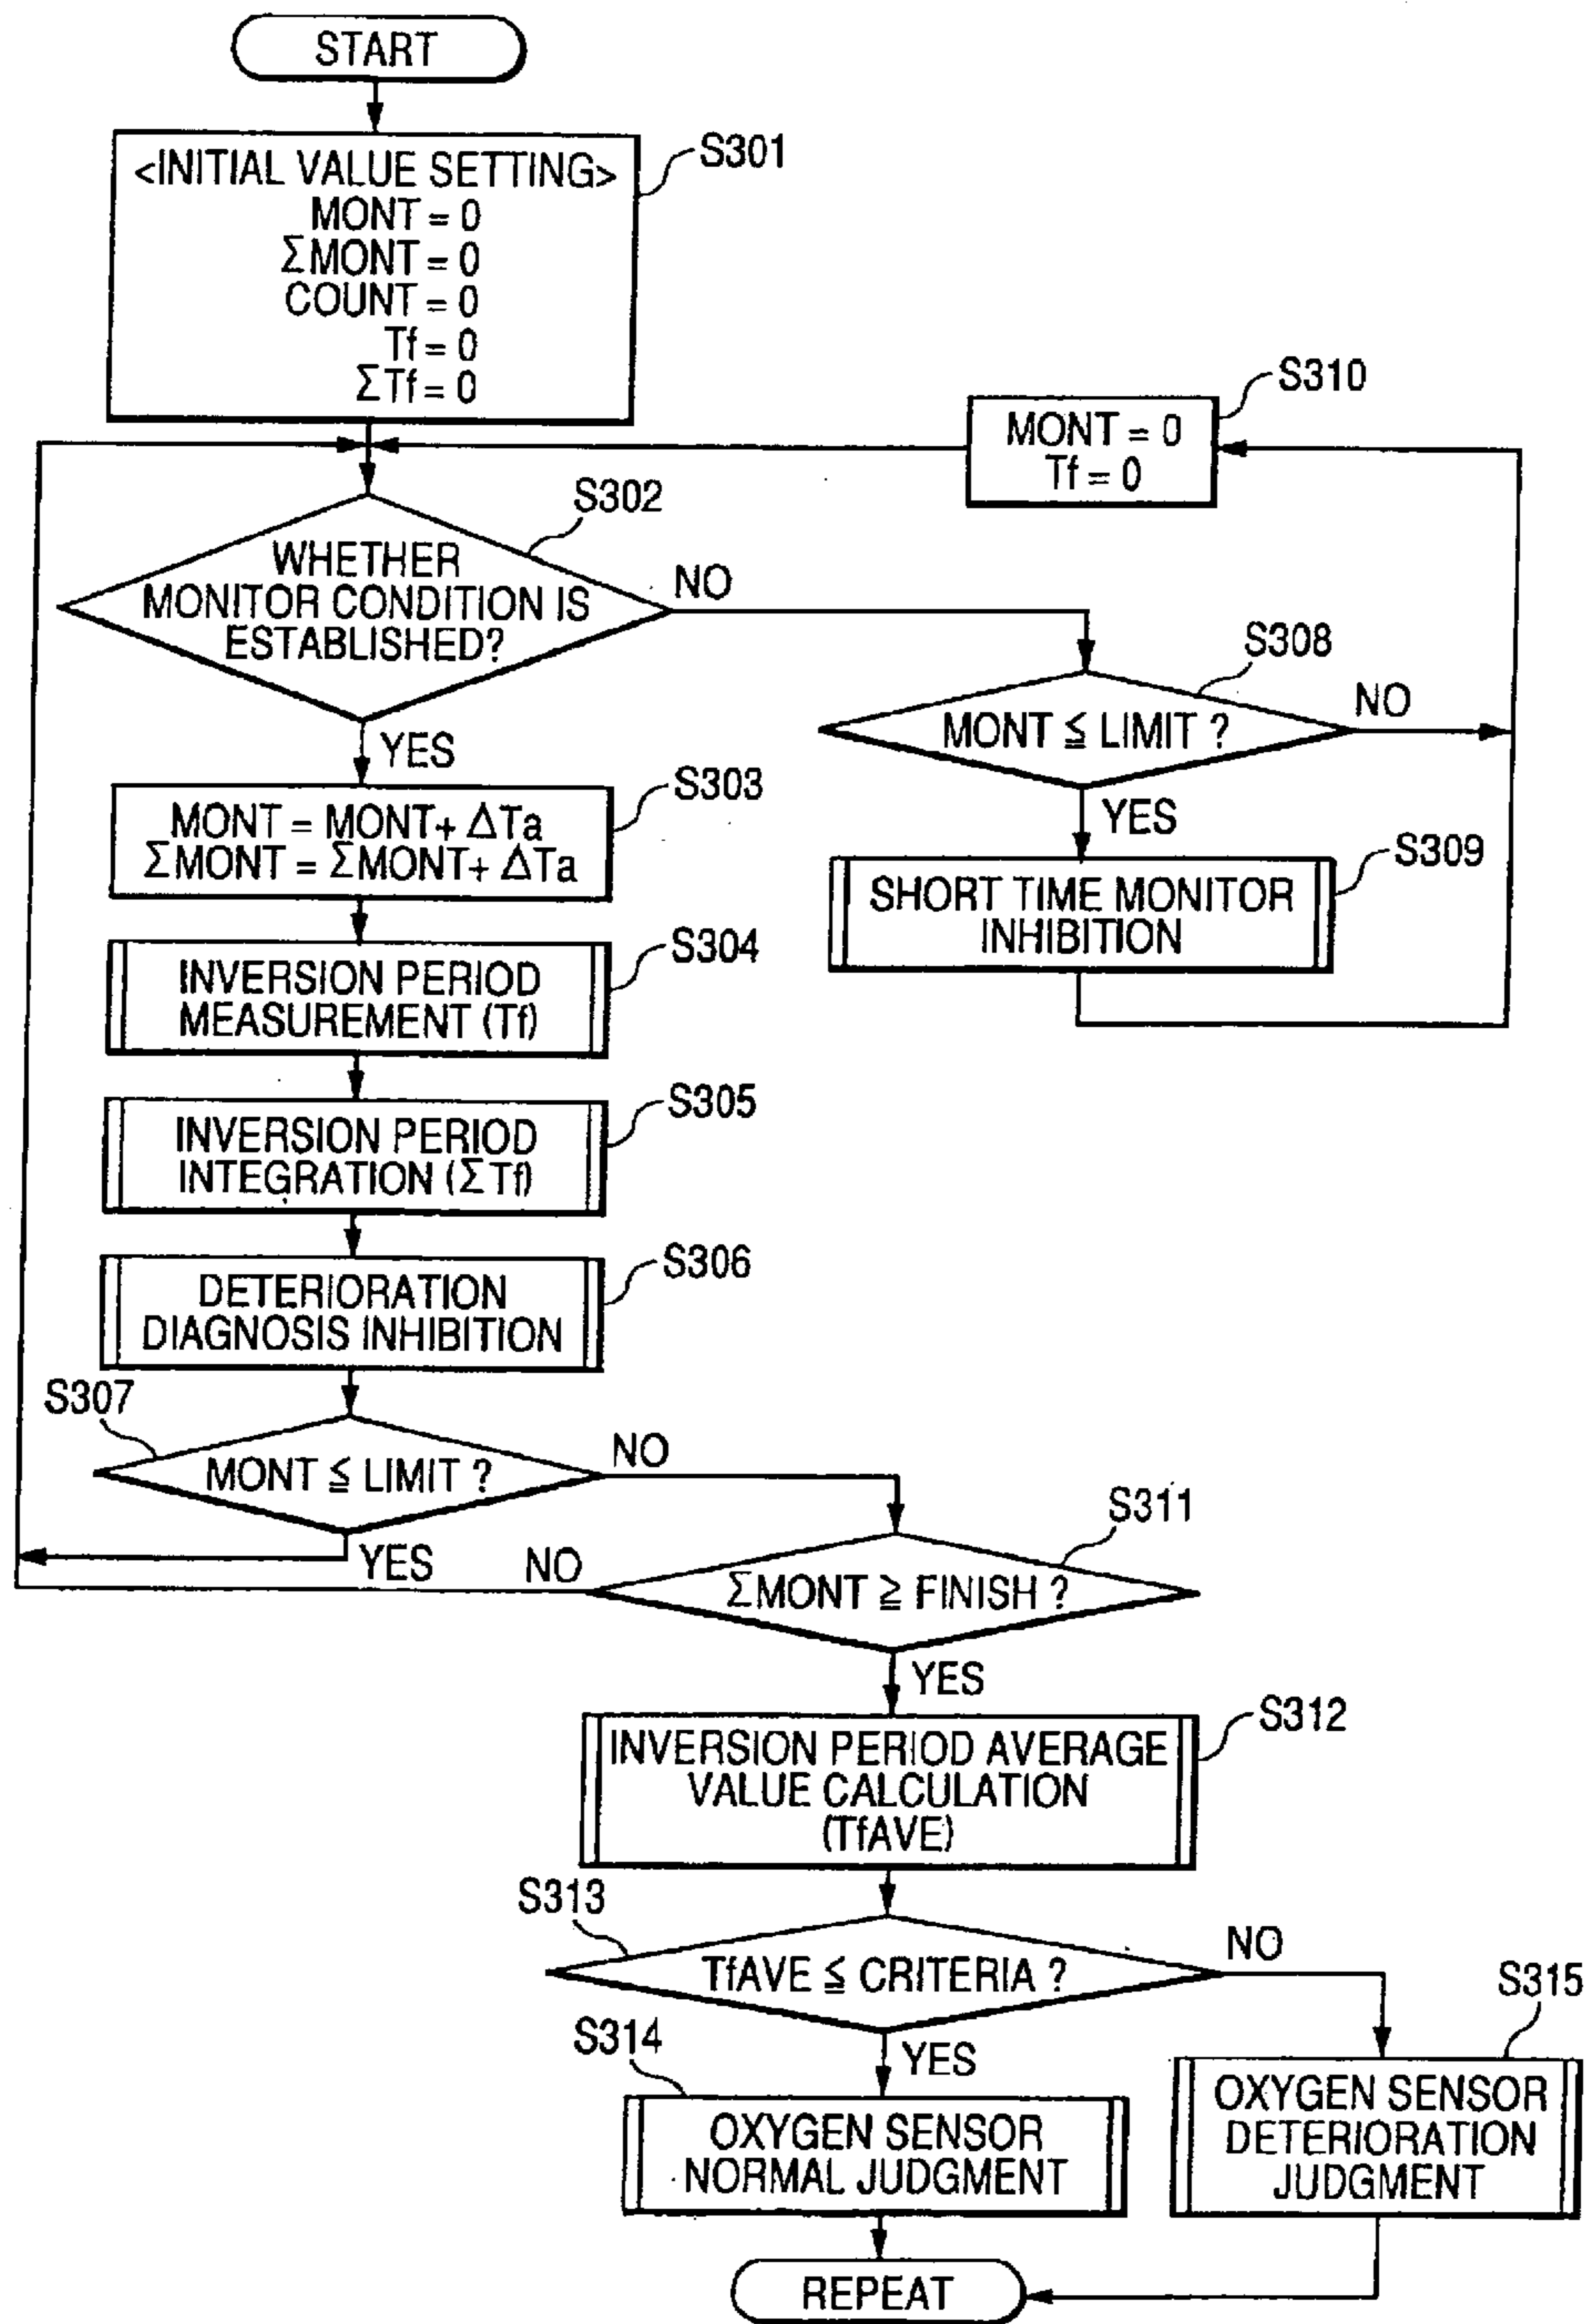 START
S301
<INITIAL VALUE SETTING>
MONT = 0
ΣMONT = 0
COUNT = 0
Tf = 0
ΣTf = 0
S310
MONT = 0
Tf = 0
S302
WHETHER
MONITOR CONDITION IS
ESTABLISHED?
NO
YES
S308
MONT ≦ LIMIT ?
NO
YES
S303
MONT = MONT+ ΔTa
ΣMONT = ΣMONT+ ΔTa
S309
SHORT TIME MONITOR
INHIBITION
S304
INVERSION PERIOD
MEASUREMENT (Tf)
S305
INVERSION PERIOD
INTEGRATION (ΣTf)
S306
DETERIORATION
DIAGNOSIS INHIBITION
S307
MONT ≦ LIMIT ?
NO
YES
S311
NO
ΣMONT ≧ FINISH ?
YES
S312
INVERSION PERIOD AVERAGE
VALUE CALCULATION
(TfAVE)
S313
TfAVE ≦ CRITERIA ?
NO
YES
S314
OXYGEN SENSOR
NORMAL JUDGMENT
S315
OXYGEN SENSOR
DETERIORATION
JUDGMENT
REPEAT